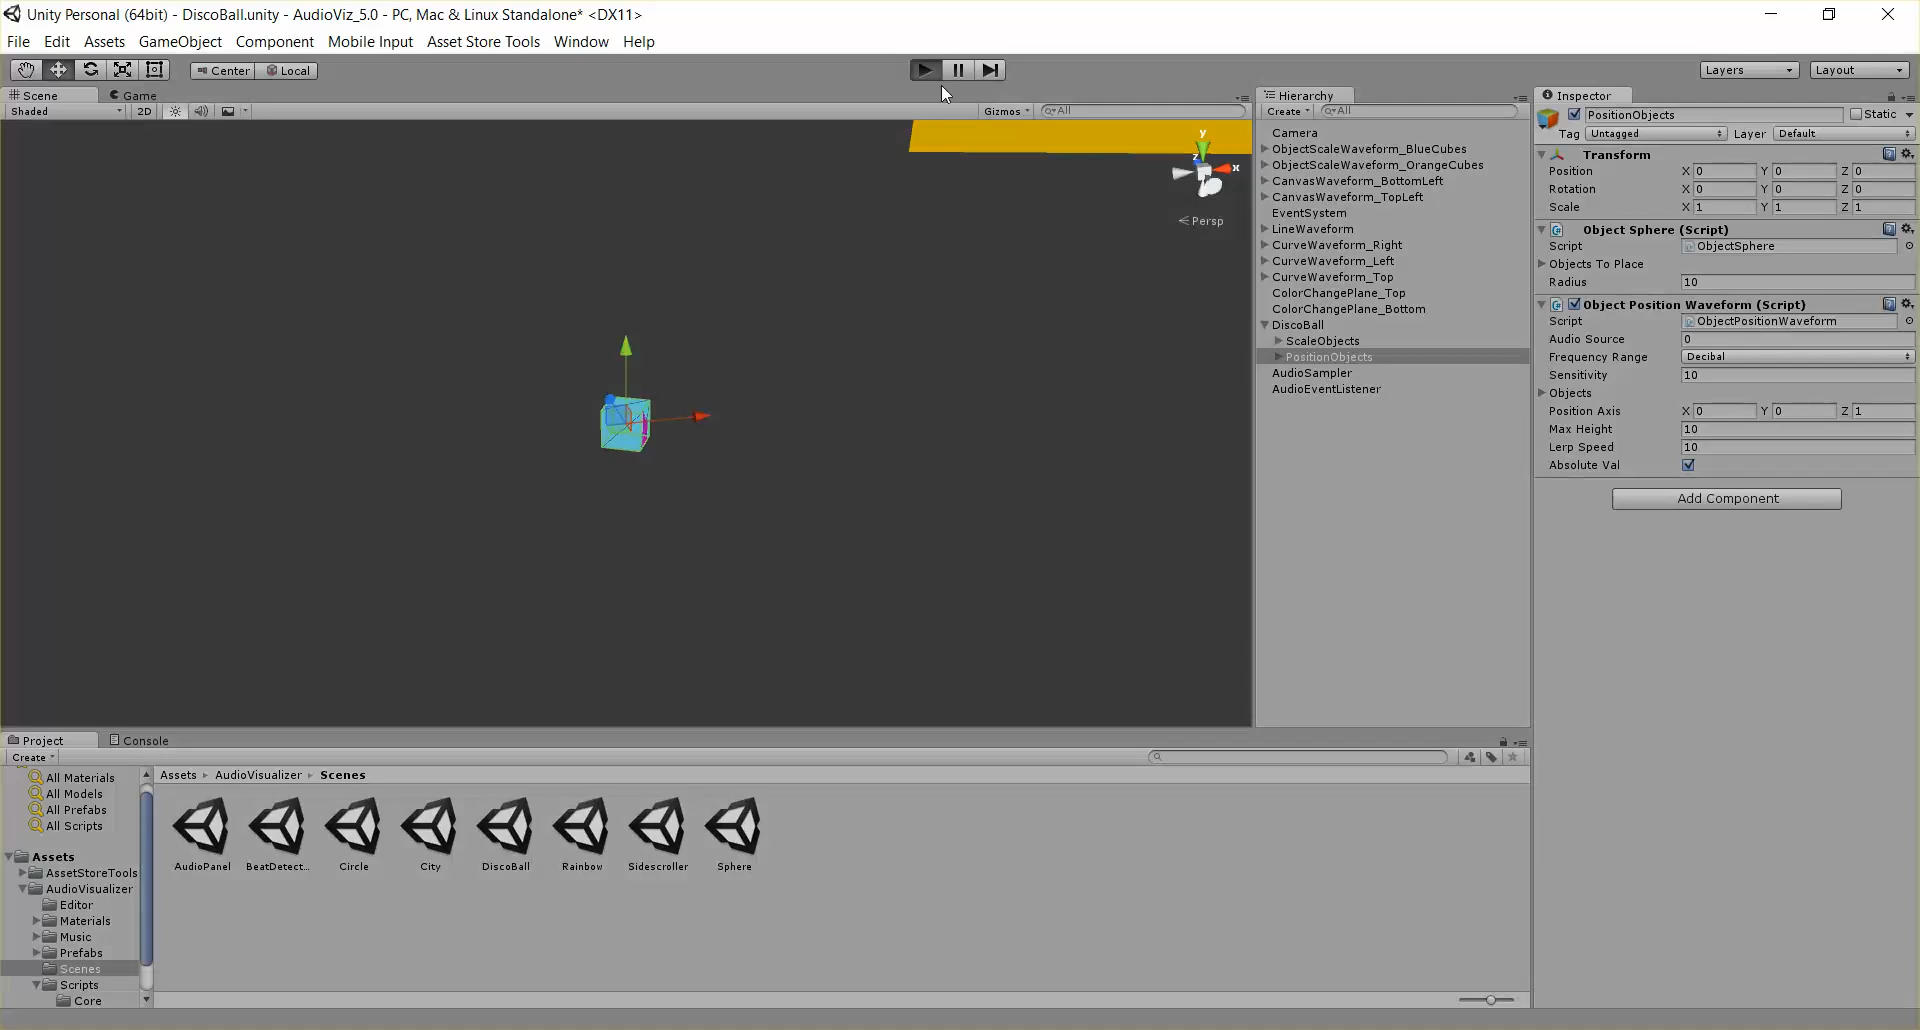 Unity Personal (64bit) - DiscoBall.unity - AudioViz_5.0 - PC, Mac & Linux Standalone* <DX11>
File Edit Assets GameObject Component Mobile Input Asset Store Tools Window Help
Center Local Layers Layout
Scene Game
Shaded 2D Gizmos All
y
z
x
Persp
Hierarchy
Create All
Camera
ObjectScaleWaveform_BlueCubes
ObjectScaleWaveform_OrangeCubes
CanvasWaveform_BottomLeft
CanvasWaveform_TopLeft
EventSystem
LineWaveform
CurveWaveform_Right
CurveWaveform_Left
CurveWaveform_Top
ColorChangePlane_Top
ColorChangePlane_Bottom
DiscoBall
ScaleObjects
PositionObjects
AudioSampler
AudioEventListener
Inspector
PositionObjects Static
Tag Untagged Layer Default
Transform
Position X 0 Y 0 Z 0
Rotation X 0 Y 0 Z 0
Scale X 1 Y 1 Z 1
Object Sphere (Script)
Script ObjectSphere
Objects To Place
Radius 10
Object Position Waveform (Script)
Script ObjectPositionWaveform
Audio Source 0
Frequency Range Decibal
Sensitivity 10
Objects
Position Axis X 0 Y 0 Z 1
Max Height 10
Lerp Speed 10
Absolute Val
Add Component
Project Console
Create
All Materials
All Models
All Prefabs
All Scripts
Assets
AssetStoreTools
AudioVisualizer
Editor
Materials
Music
Prefabs
Scenes
Scripts
Core
Assets AudioVisualizer Scenes
AudioPanel BeatDetect... Circle City DiscoBall Rainbow Sidescroller Sphere